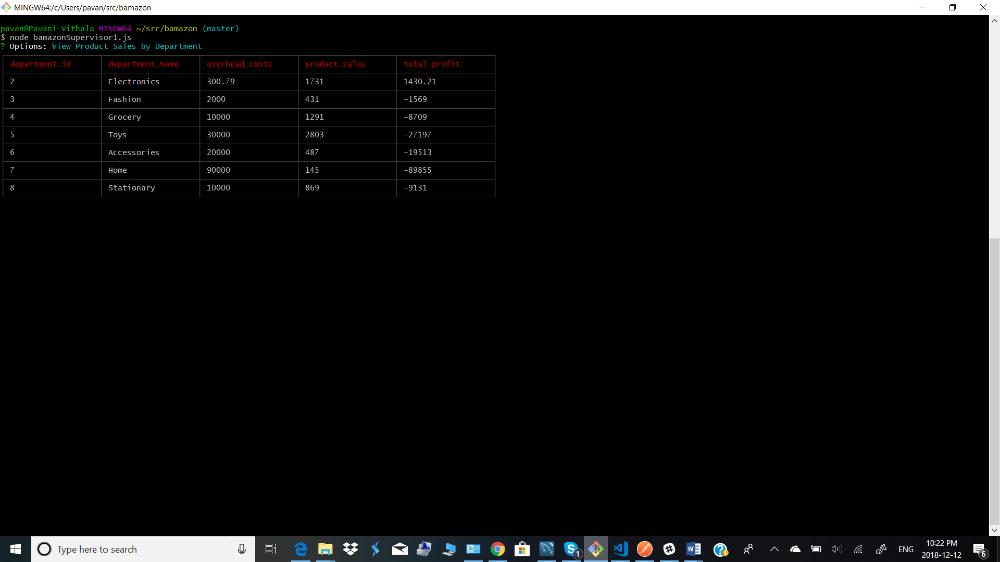 MINGW64:/c/Users/pavan/src/bamazon
pavan@Pavani-Vithala MINGW64 ~/src/bamazon (master)
$ node bamazonSupervisor1.js
? Options: View Product Sales by Department
department_id department_Name overhead_costs product_sales total_profit
2 Electronics 300.79 1731 1430.21
3 Fashion 2000 431 -1569
4 Grocery 10000 1291 -8709
5 Toys 30000 2803 -27197
6 Accessories 20000 487 -19513
7 Home 90000 145 -89855
8 Stationary 10000 869 -9131
Type here to search
1
ENG
10:22 PM
2018-12-12
6